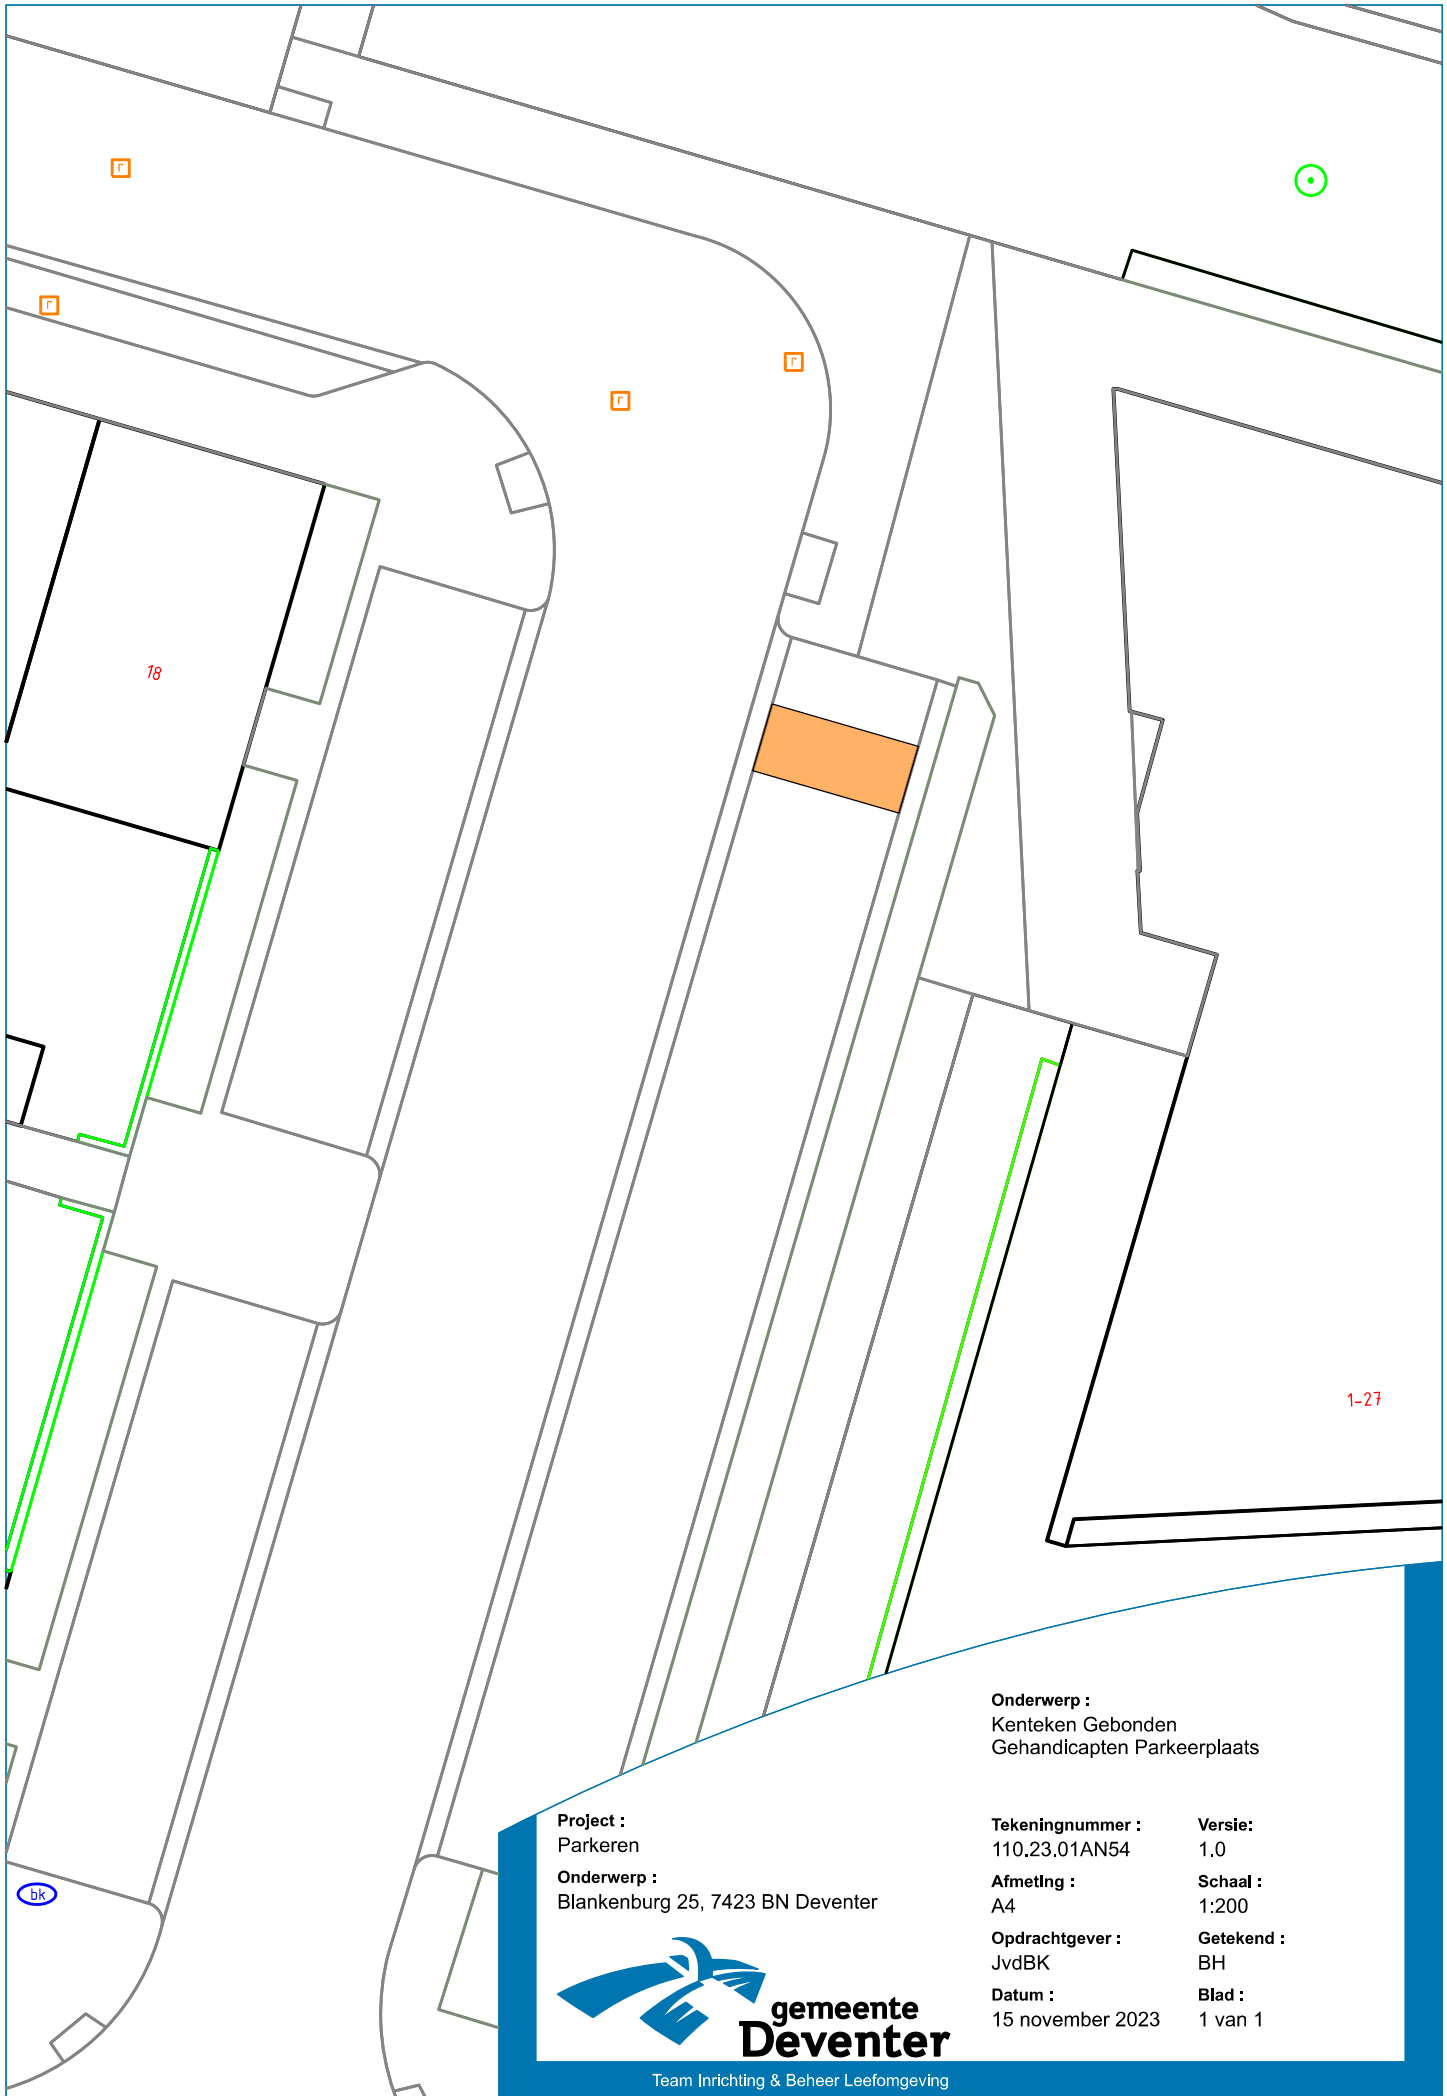 18
1-27
bk
Onderwerp :
Kenteken Gebonden
Gehandicapten Parkeerplaats
Project :
Parkeren
Onderwerp :
Blankenburg 25, 7423 BN Deventer
Tekeningnummer : Versie:
110.23.01AN54 1.0
Afmeting : Schaal :
A4 1:200
Opdrachtgever : Getekend :
JvdBK BH
Datum : Blad :
15 november 2023 1 van 1
gemeente
Deventer
Team Inrichting & Beheer Leefomgeving